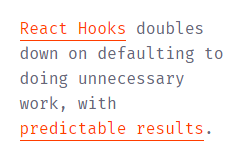 React Hooks doubles
down on defaulting to
doing unnecessary
work, with
predictable results.